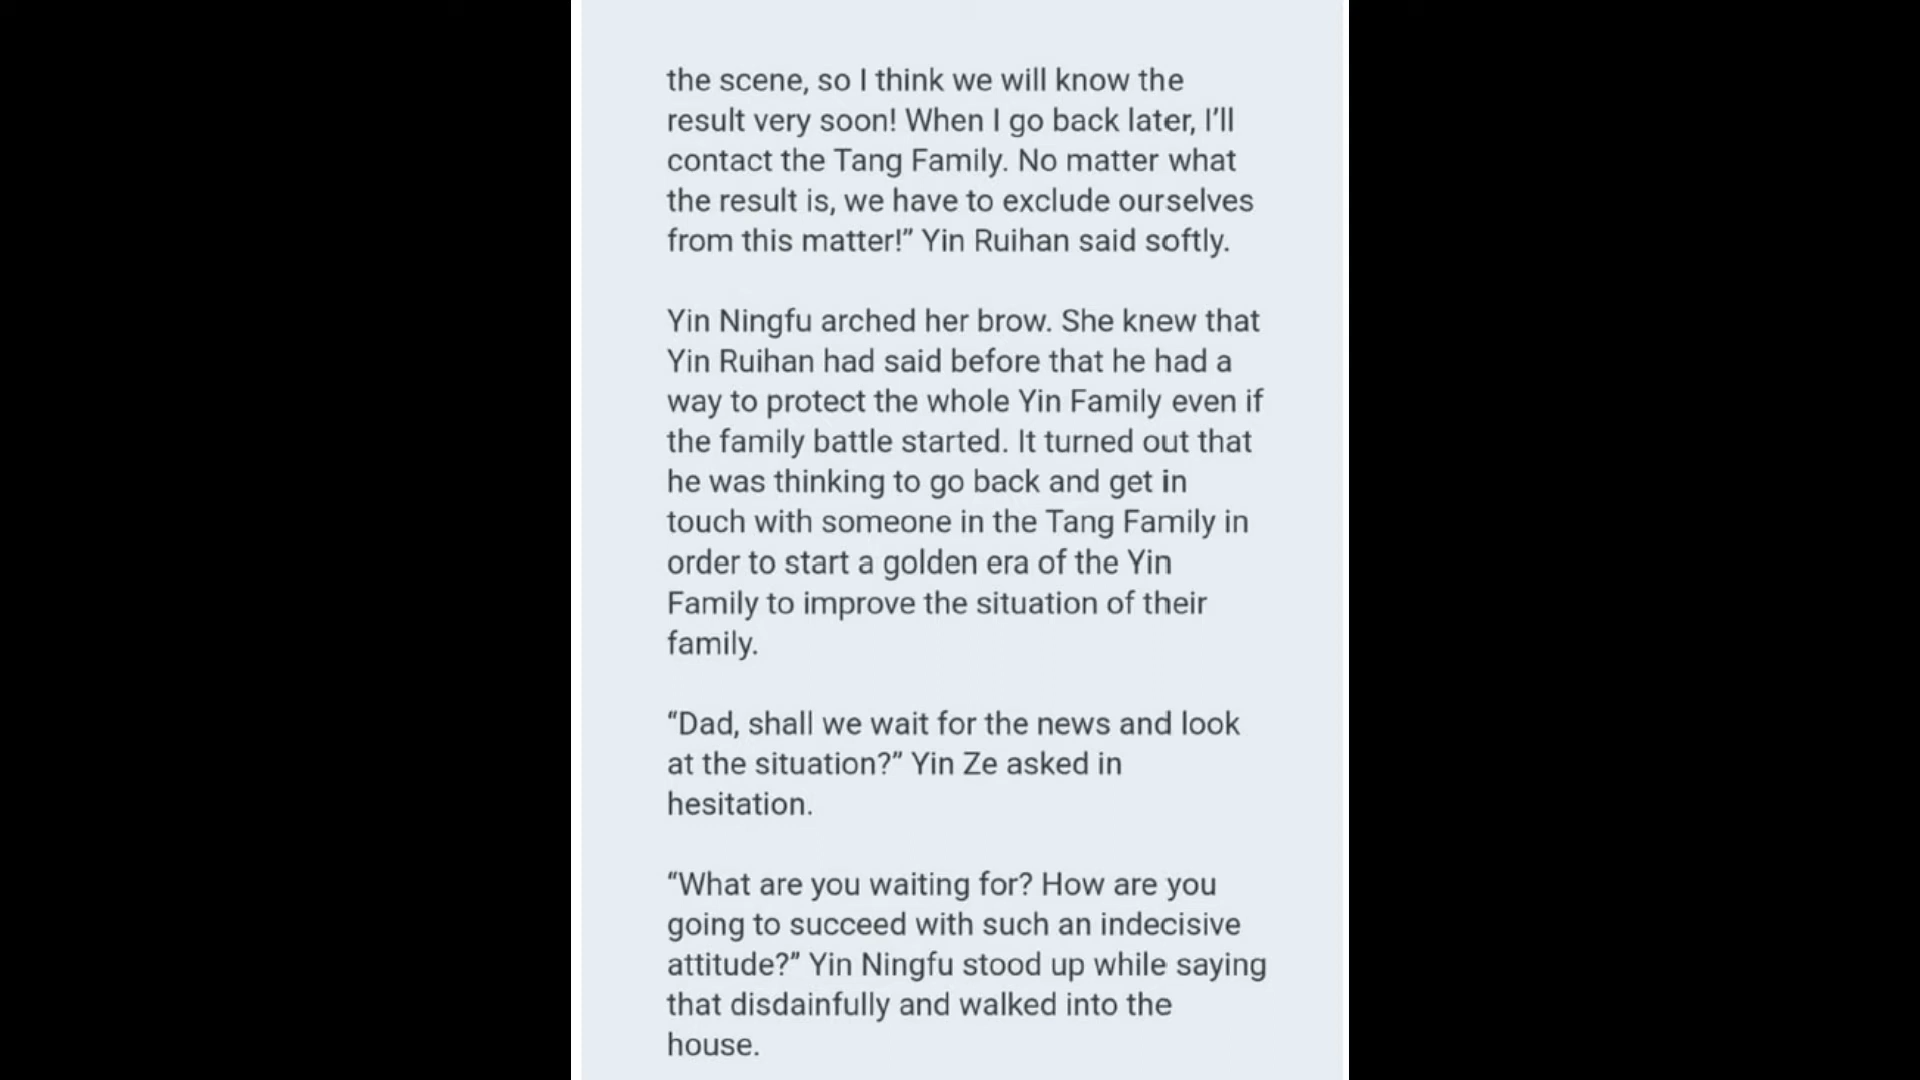 the scene, so I think we will know the
result very soon! When I go back later, I’ll
contact the Tang Family. No matter what
the result is, we have to exclude ourselves
from this matter!” Yin Ruihan said softly.
Yin Ningfu arched her brow. She knew that
Yin Ruihan had said before that he had a
way to protect the whole Yin Family even if
the family battle started. It turned out that
he was thinking to go back and get in
touch with someone in the Tang Family in
order to start a golden era of the Yin
Family to improve the situation of their
family.
“Dad, shall we wait for the news and look
at the situation?” Yin Ze asked in
hesitation.
“What are you waiting for? How are you
going to succeed with such an indecisive
attitude?” Yin Ningfu stood up while saying
that disdainfully and walked into the
house.